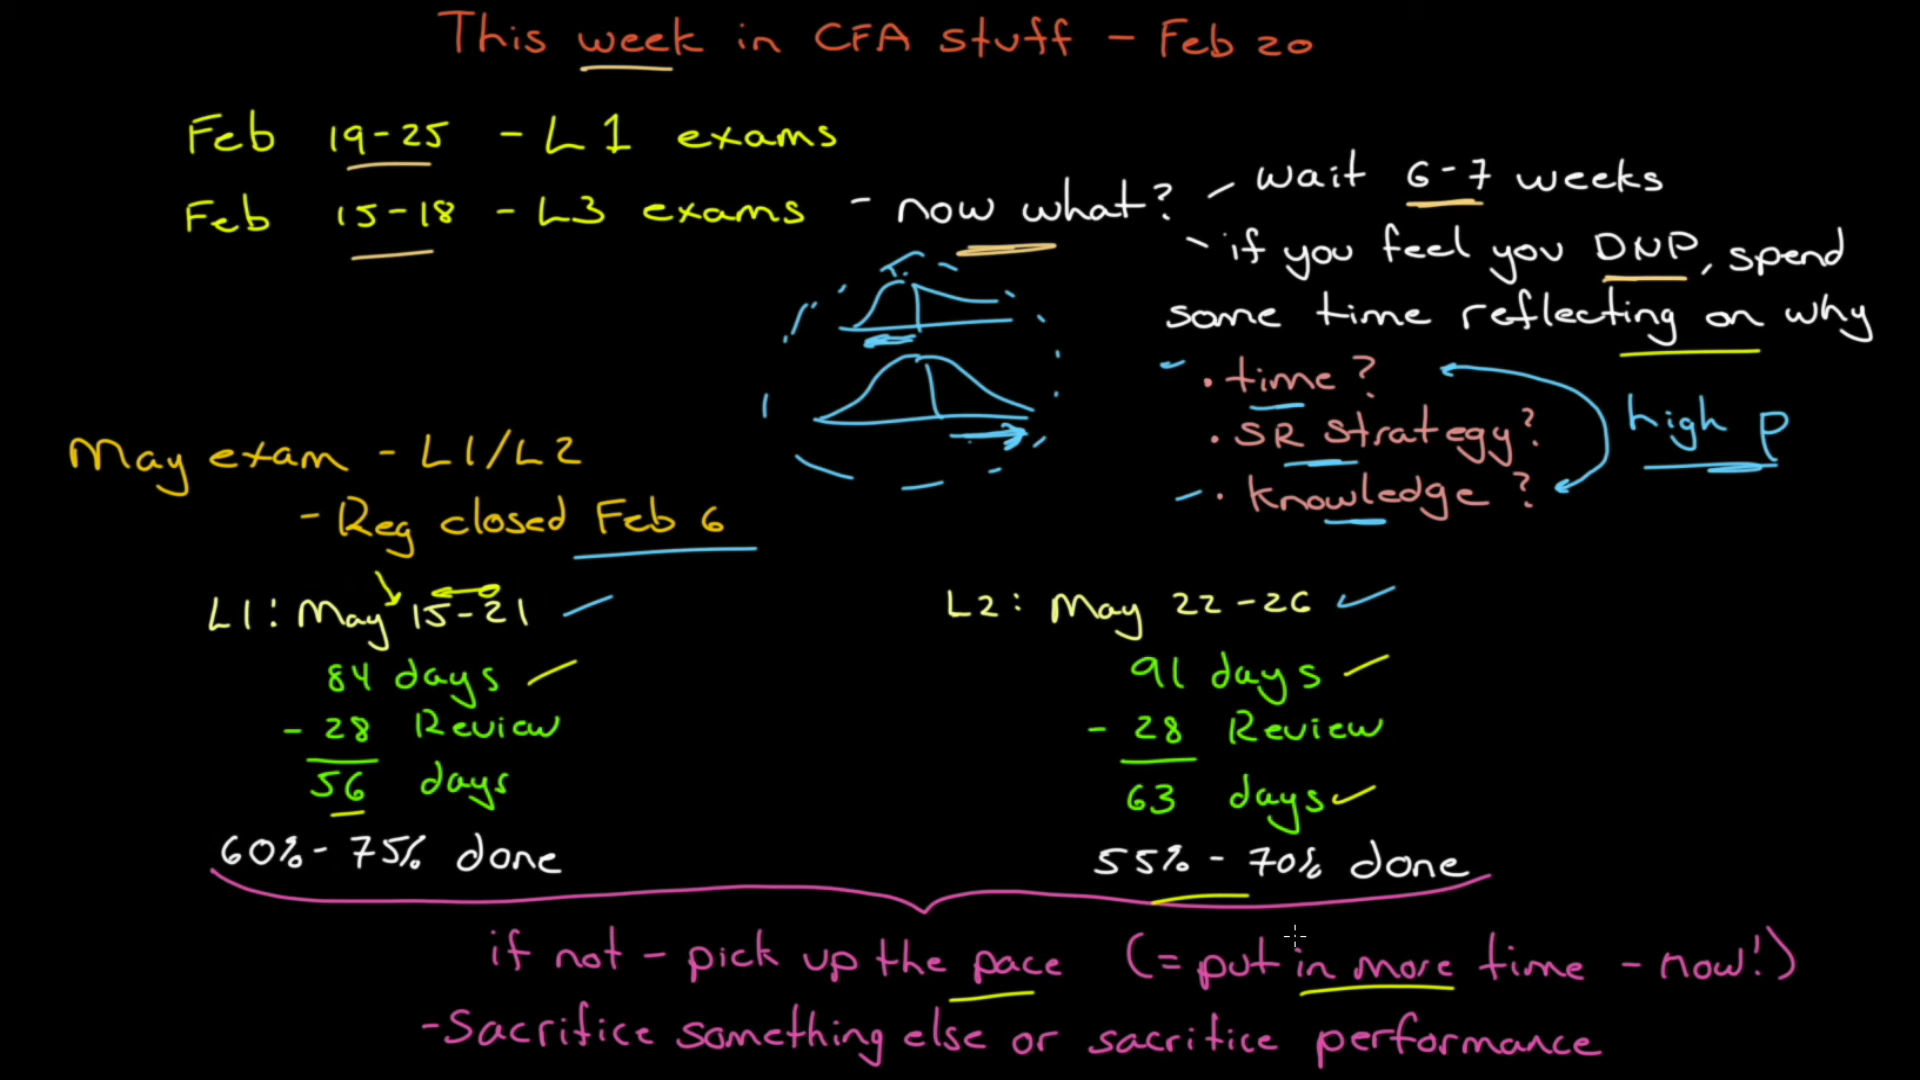 This week in CFA stuff - Feb 20
Feb 19-25 - L1 exams
Feb 15-18 - L3 exams - now what? - wait 6-7 weeks
- if you feel you DNP, spend
some time reflecting on why
• time?
• SR strategy?
• Knowledge?
high p
May exam - L1/L2
- Reg closed Feb 6
L1: May 15-21
84 days
- 28 Review
56 days
60% - 75% done
L2: May 22-26
91 days
- 28 Review
63 days
55% - 70% done
if not - pick up the pace (= put in more time - now!)
- Sacrifice something else or sacrifice performance